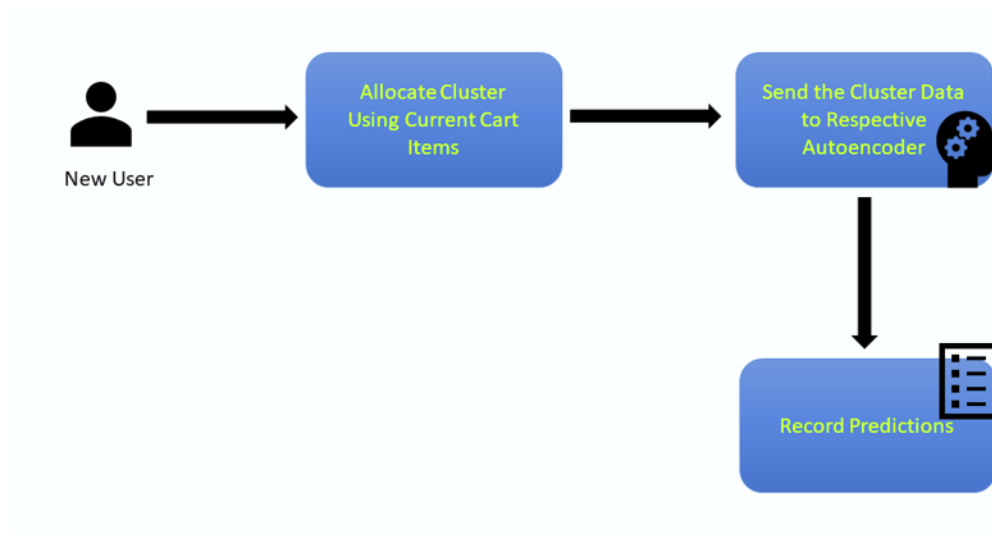 Allocate Cluster
Using Current Cart
Items
Send the Cluster Data
to Respective
Autoencoder
New User
Record Predictions